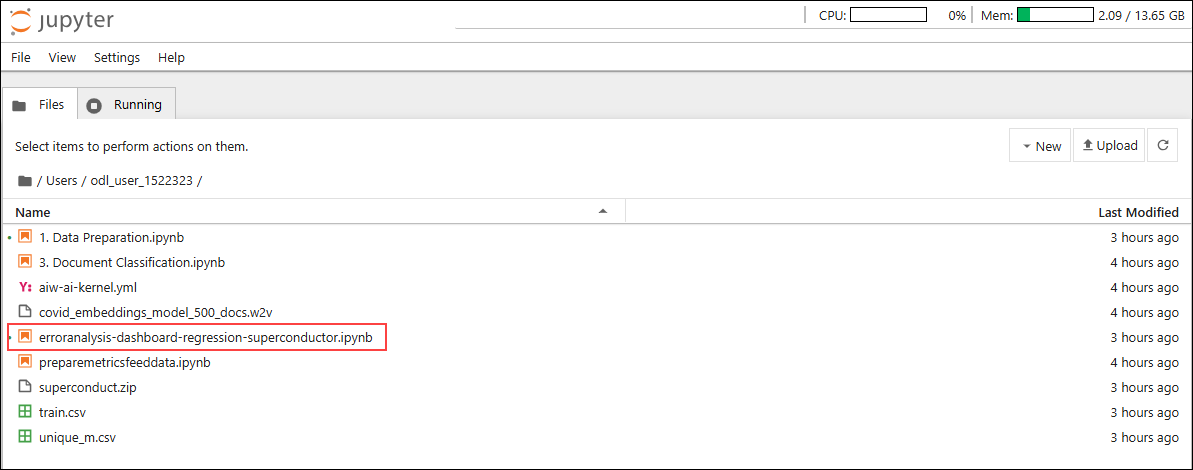 jupyter CPU: 0% Mem: 2.09 / 13.65 GB
File View Settings Help
Files Running
Select items to perform actions on them. New Upload
/ Users / odl_user_1522323 /
Name Last Modified
1. Data Preparation.ipynb 3 hours ago
3. Document Classification.ipynb 4 hours ago
Y: aiw-ai-kernel.yml 4 hours ago
covid_embeddings_model_500_docs.w2v 4 hours ago
erroranalysis-dashboard-regression-superconductor.ipynb 3 hours ago
preparemetricsfeeddata.ipynb 4 hours ago
superconduct.zip 3 hours ago
train.csv 3 hours ago
unique_m.csv 3 hours ago